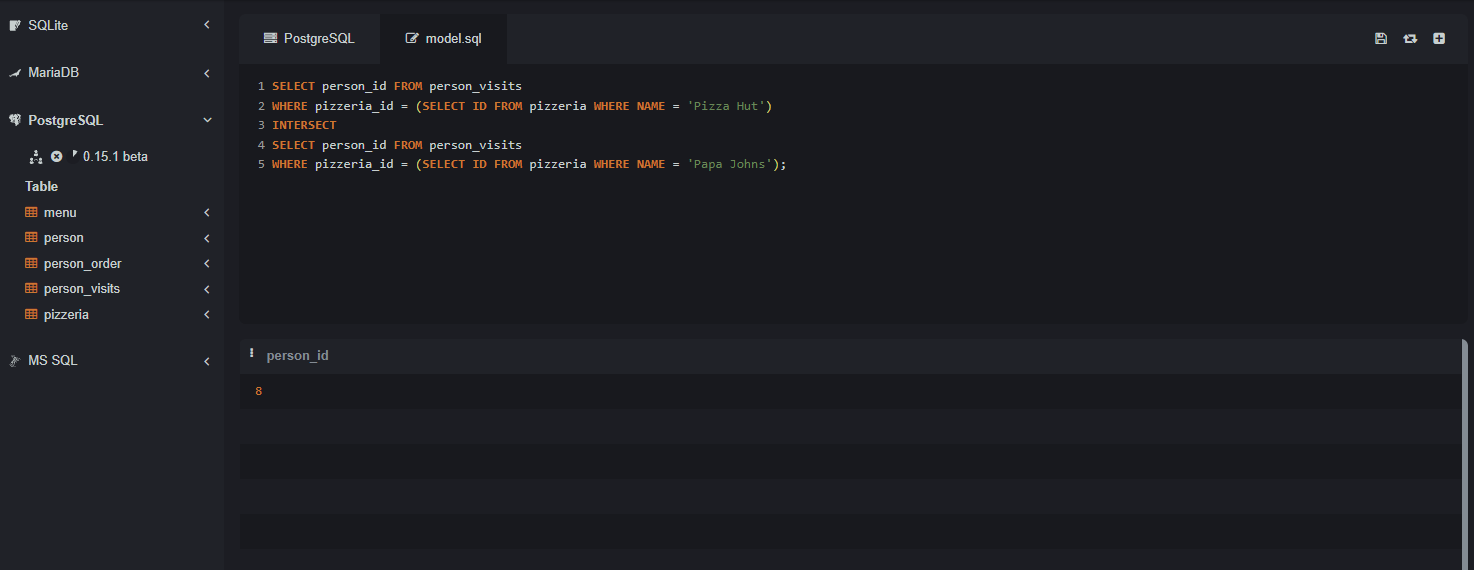 SQLite
MariaDB
PostgreSQL
0.15.1 beta
Table
menu
person
person_order
person_visits
pizzeria
MS SQL
PostgreSQL
model.sql
1 SELECT person_id FROM person_visits
2 WHERE pizzeria_id = (SELECT ID FROM pizzeria WHERE NAME = 'Pizza Hut')
3 INTERSECT
4 SELECT person_id FROM person_visits
5 WHERE pizzeria_id = (SELECT ID FROM pizzeria WHERE NAME = 'Papa Johns');
person_id
8